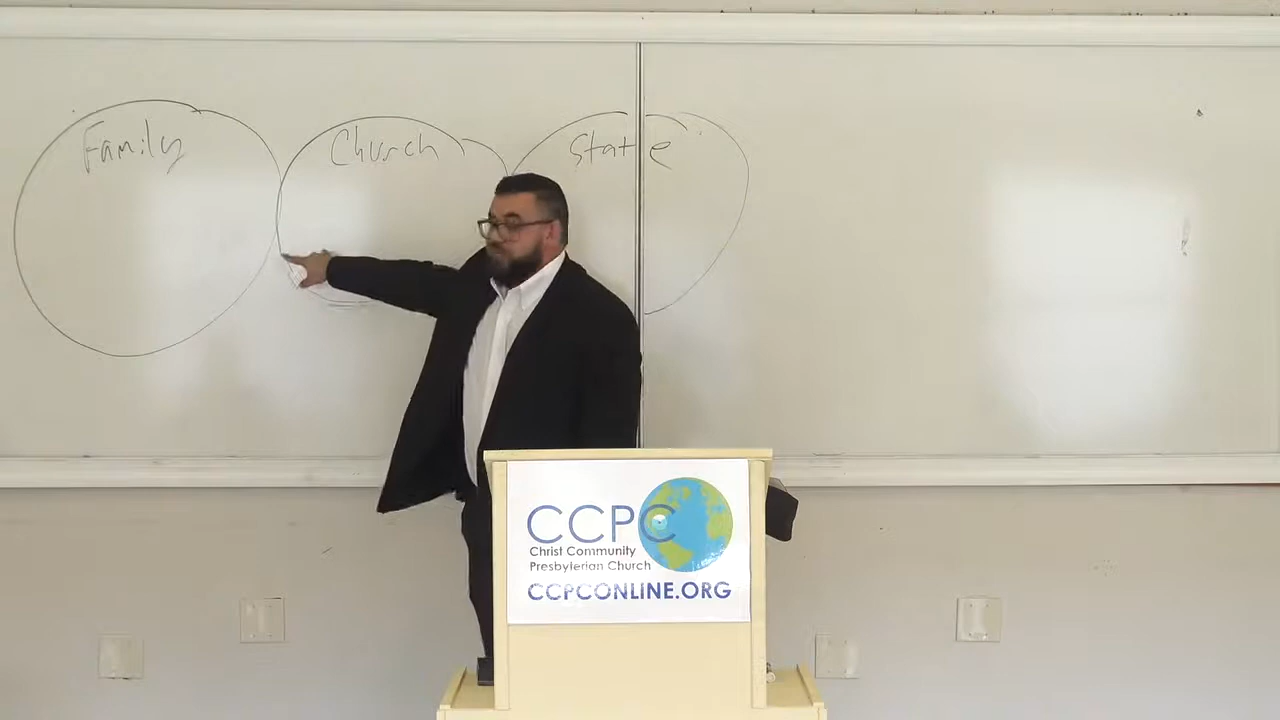 Family
Church
State
CCPC
Christ Community
Presbyterian Church
CCPCONLINE.ORG